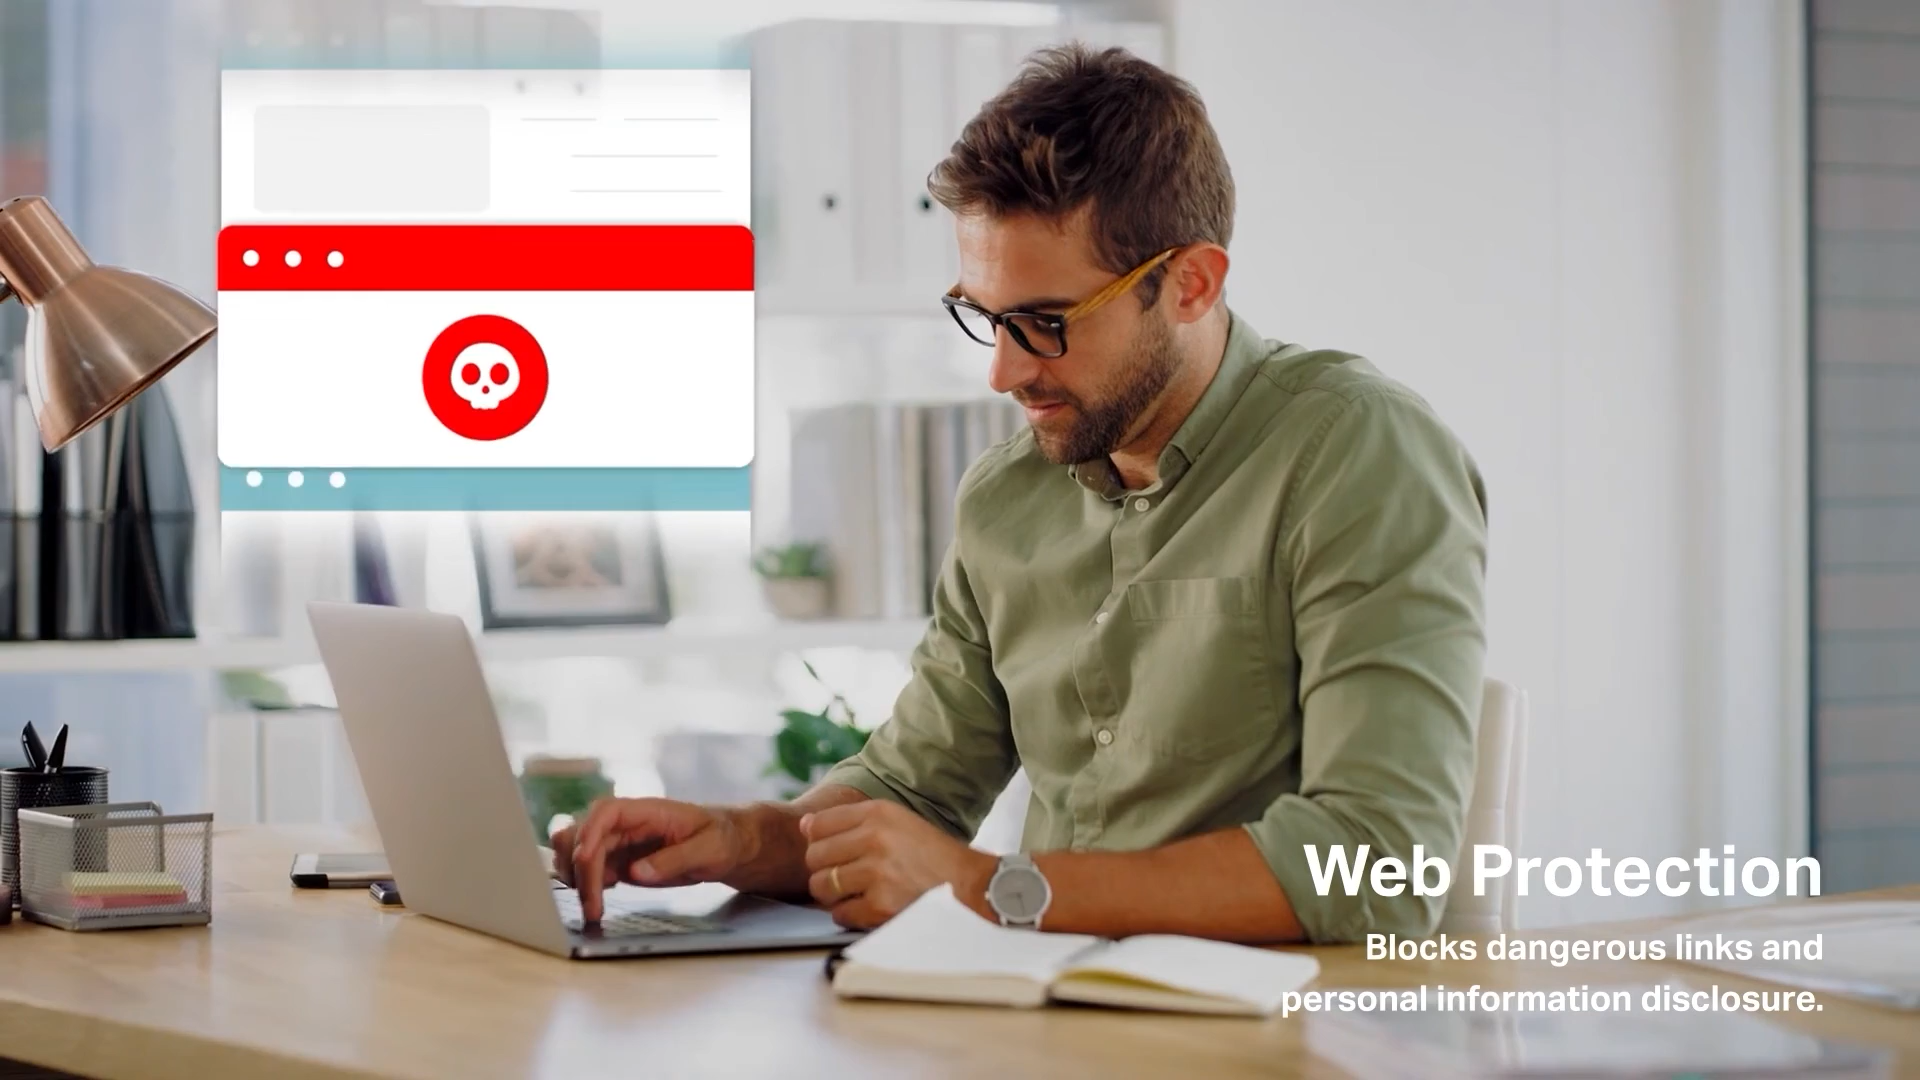 Web Protection
Blocks dangerous links and
personal information disclosure.